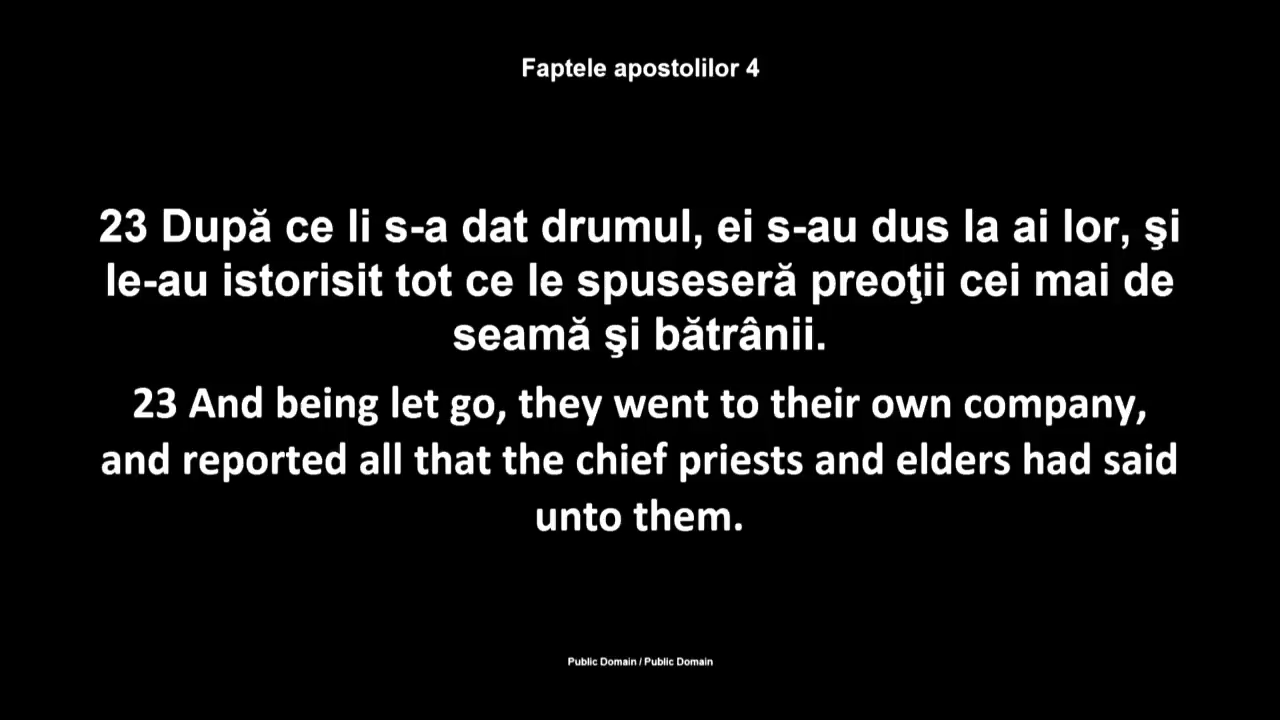 Faptele apostolilor 4
23 După ce li s-a dat drumul, ei s-au dus la ai lor, şi
le-au istorisit tot ce le spuseseră preoţii cei mai de
seamă şi bătrânii.
23 And being let go, they went to their own company,
and reported all that the chief priests and elders had said
unto them.
Public Domain / Public Domain